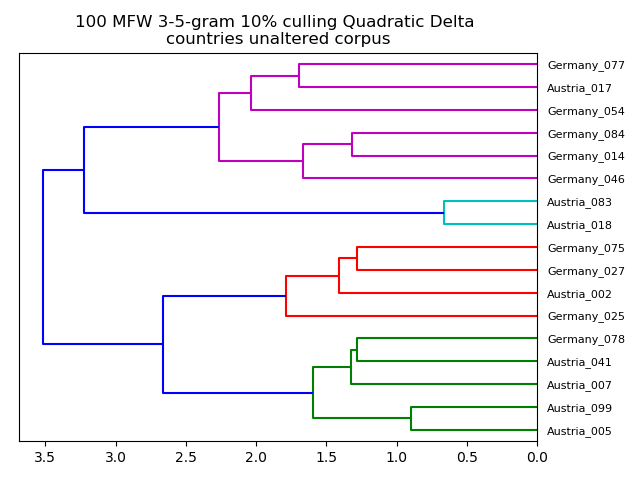 100 MFW 3-5-gram 10% culling Quadratic Delta
countries unaltered corpus
Germany_077
Austria_017
Germany_054
Germany_084
Germany_014
Germany_046
Austria_083
Austria_018
Germany_075
Germany_027
Austria_002
Germany_025
Germany_078
Austria_041
Austria_007
Austria_099
Austria_005
3.5 3.0 2.5 2.0 1.5 1.0 0.5 0.0